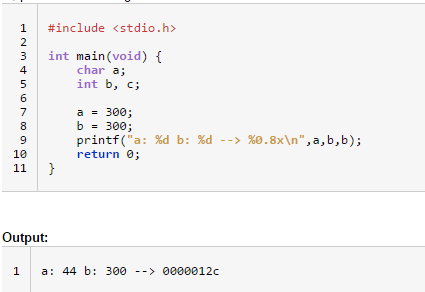 1 #include <stdio.h>
2
3 int main(void) {
4     char a;
5     int b, c;
6
7     a = 300;
8     b = 300;
9     printf("a: %d b: %d --> %0.8x\n",a,b,b);
10     return 0;
11 }
Output:
1 a: 44 b: 300 --> 0000012c